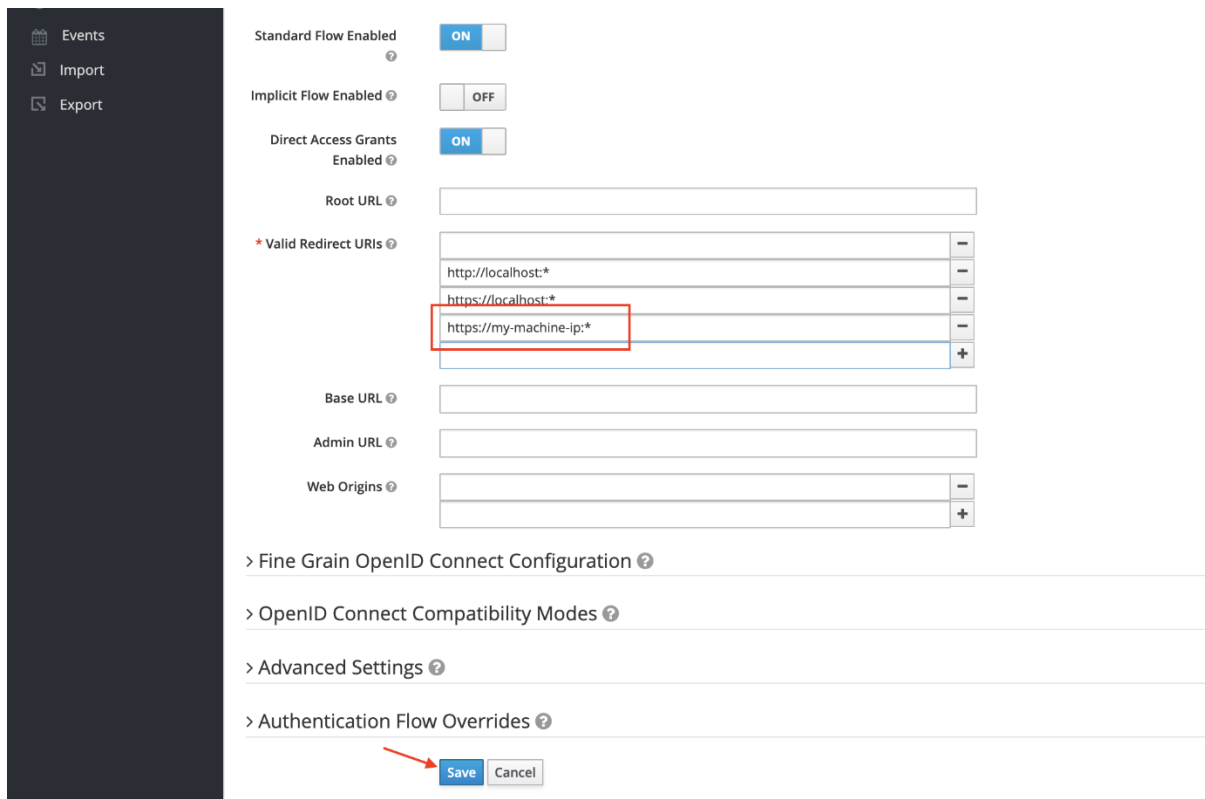 Events
Import
Export
Standard Flow Enabled
ON
Implicit Flow Enabled
OFF
Direct Access Grants
Enabled
ON
Root URL
* Valid Redirect URIs
http://localhost:*
https://localhost:*
https://my-machine-ip:*
Base URL
Admin URL
Web Origins
Fine Grain OpenID Connect Configuration
OpenID Connect Compatibility Modes
Advanced Settings
Authentication Flow Overrides
Save Cancel